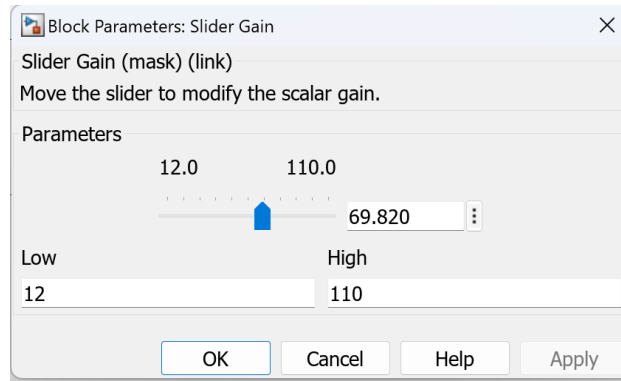 Block Parameters: Slider Gain
Slider Gain (mask) (link)
Move the slider to modify the scalar gain.
Parameters
12.0 110.0
69.820
Low High
12 110
OK Cancel Help Apply